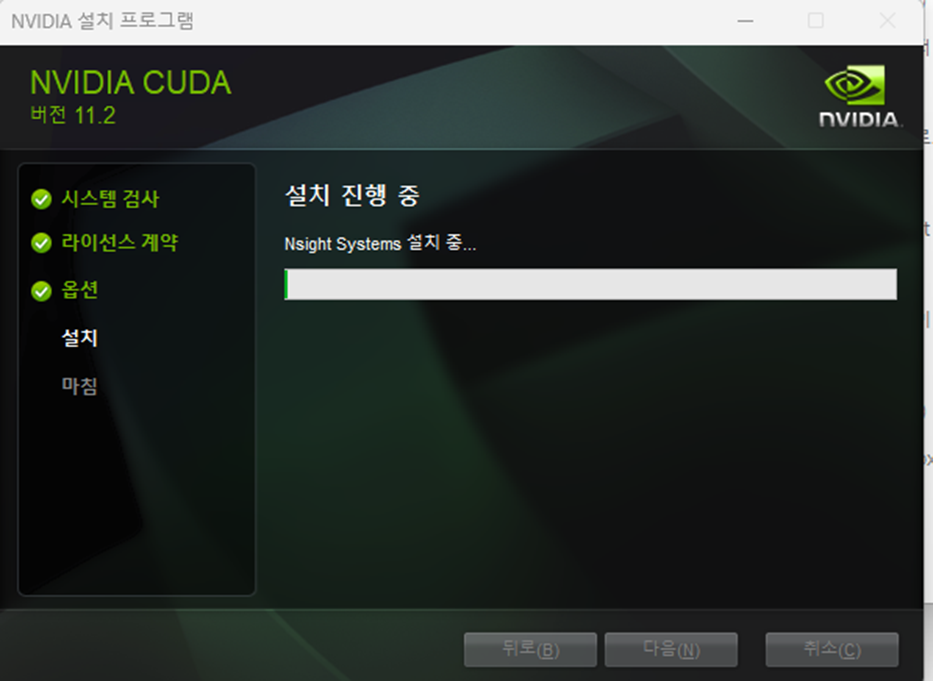 NVIDIA 설치 프로그램
NVIDIA CUDA
버전 11.2
NVIDIA.
시스템 검사
라이선스 계약
옵션
설치
마침
설치 진행 중
Nsight Systems 설치 중...
뒤로(B)
다음(N)
취소(C)